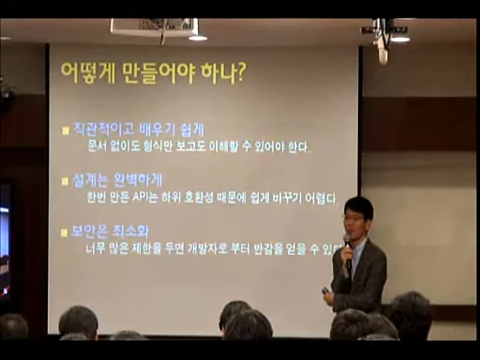 어떻게 만들어야 하나?
직관적이고 배우기 쉽게
문서 없이도 형식만 보고도 이해할 수 있어야 한다.
설계는 완벽하게
한번 만든 API는 하위 호환성 때문에 쉽게 바꾸기 어렵다
보안은 최소화
너무 많은 제한을 두면 개발자로 부터 반감을 얻을 수 있